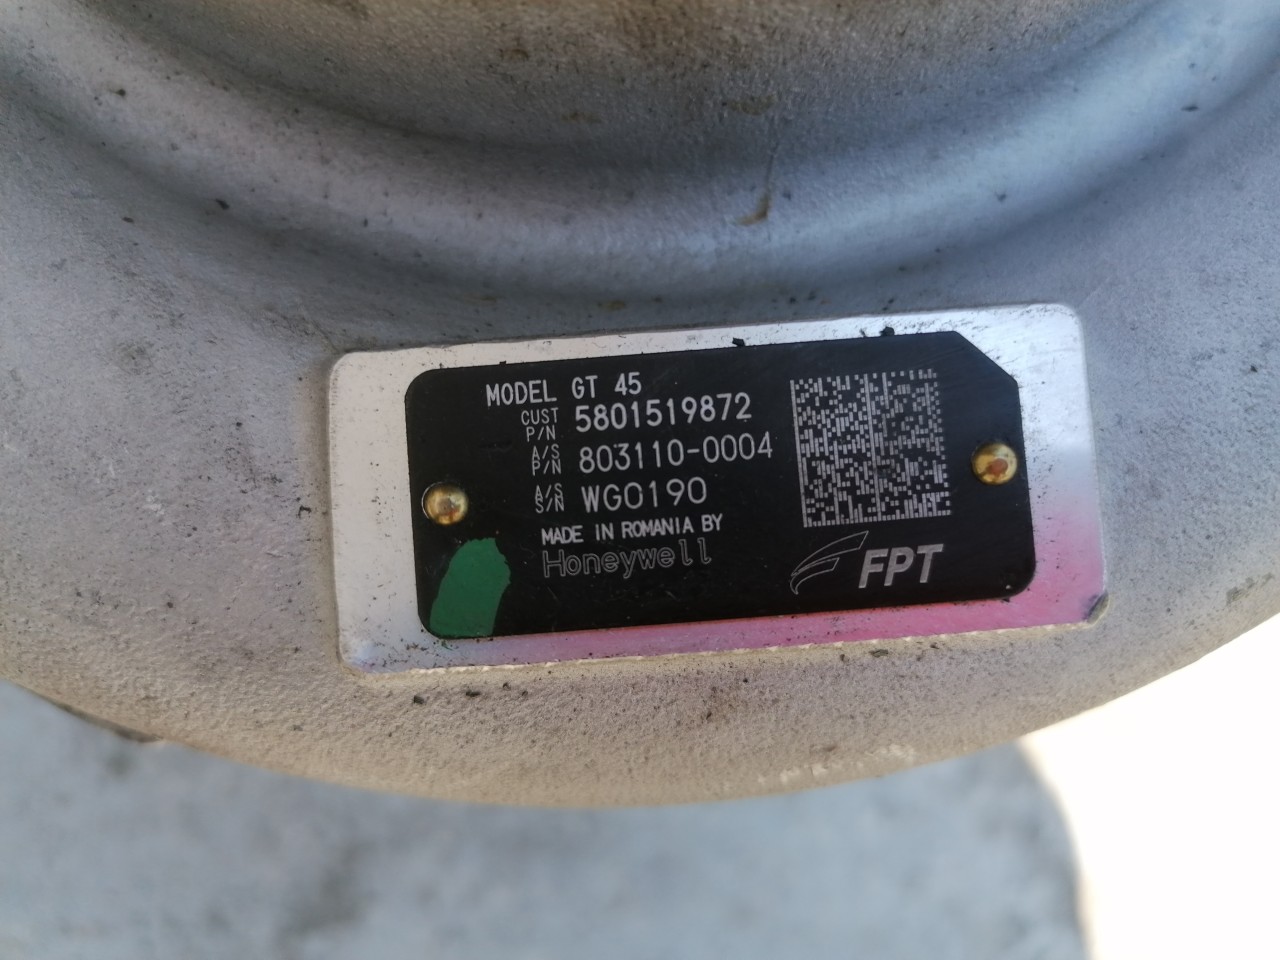 MODEL GT 45
CUST P/N 5801519872
A/S P/N 803110-0004
A/S S/N WG0190
MADE IN ROMANIA BY
Honeywell
FPT